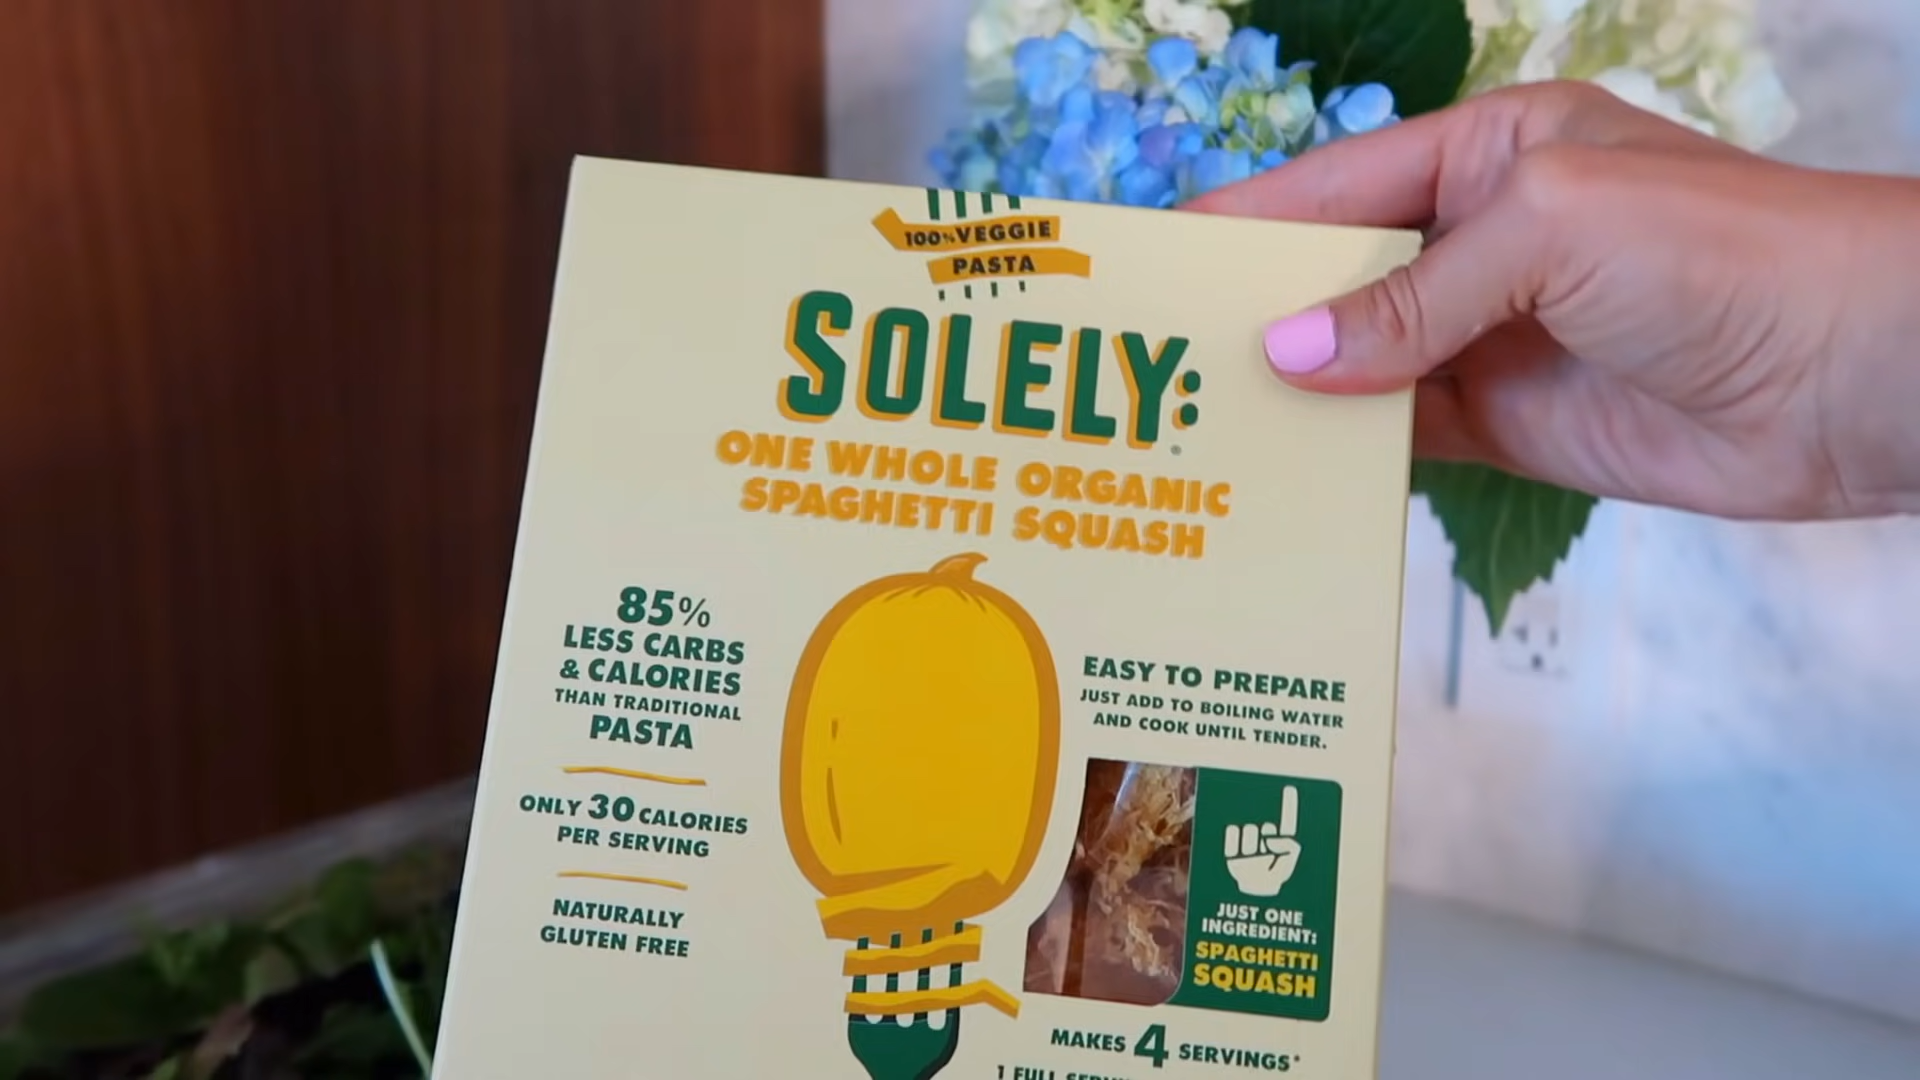 100% VEGGIE
PASTA
SOLELY:®
ONE WHOLE ORGANIC
SPAGHETTI SQUASH
85%
LESS CARBS
& CALORIES
THAN TRADITIONAL
PASTA
ONLY 30 CALORIES
PER SERVING
NATURALLY
GLUTEN FREE
EASY TO PREPARE
JUST ADD TO BOILING WATER
AND COOK UNTIL TENDER.
JUST ONE
INGREDIENT:
SPAGHETTI
SQUASH
MAKES 4 SERVINGS*
1 FULL